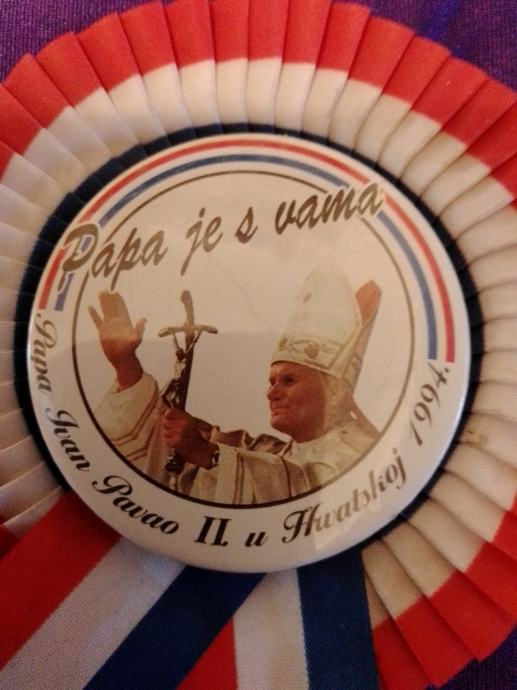 Papa je s vama
Papa Ivan Pavao II. u Hrvatskoj 1994.